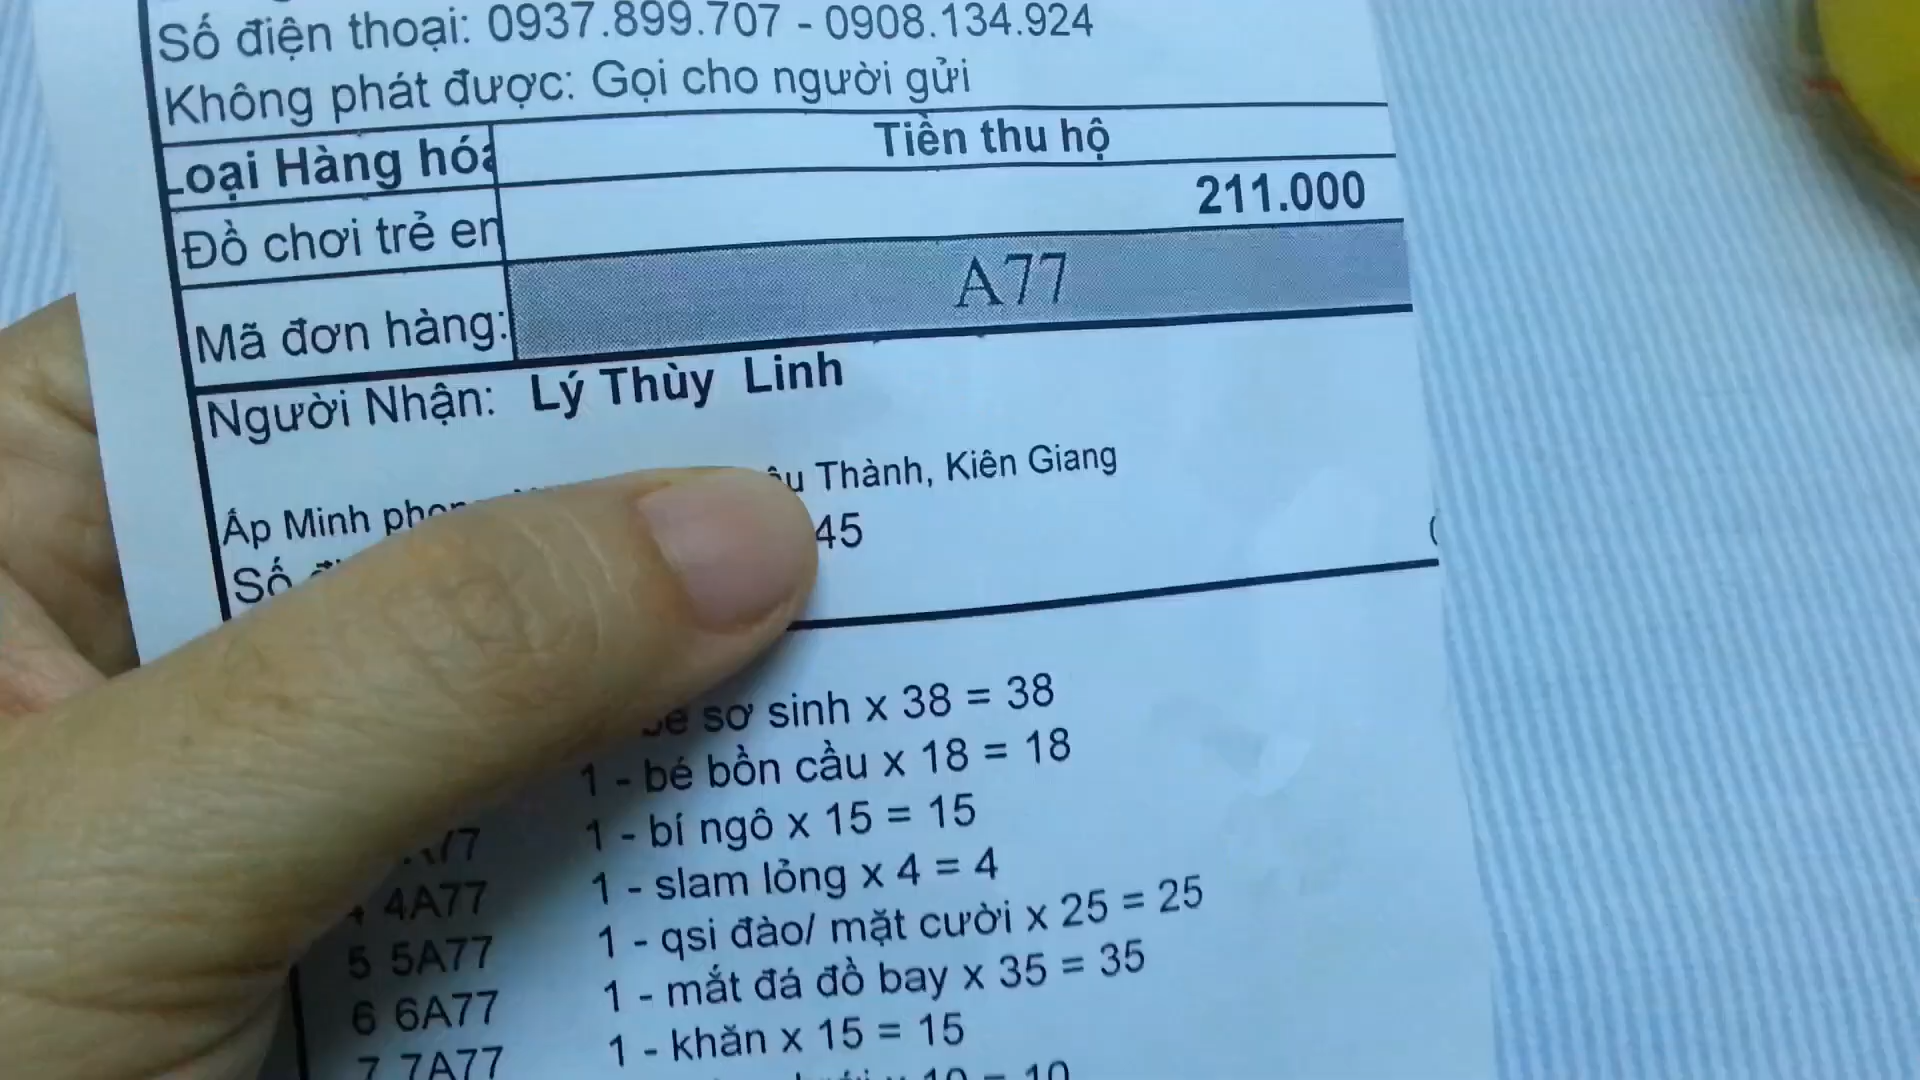 Số điện thoại: 0937.899.707 - 0908.134.924
Không phát được: Gọi cho người gửi
Loại Hàng hóa Tiền thu hộ
Đồ chơi trẻ em 211.000
Mã đơn hàng: A77
Người Nhận: Lý Thùy Linh
Ấp Minh Thành, Kiên Giang
Số 45
sơ sinh x 38 = 38
1 - bé bồn cầu x 18 = 18
1 - bí ngô x 15 = 15
4A77 1 - slam lỏng x 4 = 4
5 5A77 1 - qsi đào/ mặt cười x 25 = 25
6 6A77 1 - mắt đá đồ bay x 35 = 35
7 7A77 1 - khăn x 15 = 15
x 10 = 10